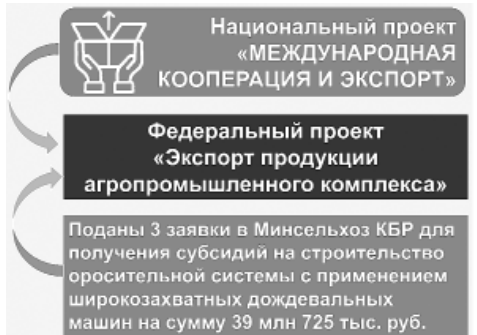 Национальный проект
«МЕЖДУНАРОДНАЯ
КООПЕРАЦИЯ И ЭКСПОРТ»
Федеральный проект
«Экспорт продукции
агропромышленного комплекса»
Поданы 3 заявки в Минсельхоз КБР для
получения субсидий на строительство
оросительной системы с применением
широкозахватных дождевальных
машин на сумму 39 млн 725 тыс. руб.